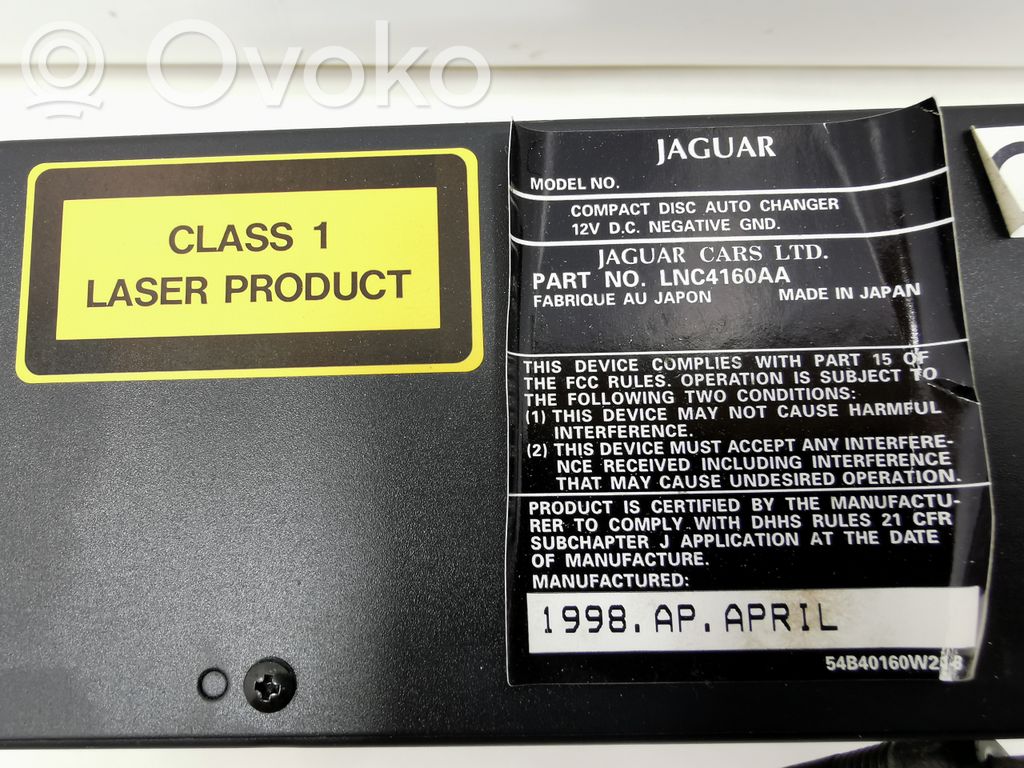 Ovoko
CLASS 1
LASER PRODUCT
JAGUAR
MODEL NO.
COMPACT DISC AUTO CHANGER
12V D.C. NEGATIVE GND.
JAGUAR CARS LTD.
PART NO. LNC4160AA
FABRIQUE AU JAPON MADE IN JAPAN
THIS DEVICE COMPLIES WITH PART 15 OF
THE FCC RULES. OPERATION IS SUBJECT TO
THE FOLLOWING TWO CONDITIONS:
(1) THIS DEVICE MAY NOT CAUSE HARMFUL
INTERFERENCE.
(2) THIS DEVICE MUST ACCEPT ANY INTERFERE-
NCE RECEIVED INCLUDING INTERFERENCE
THAT MAY CAUSE UNDESIRED OPERATION.
PRODUCT IS CERTIFIED BY THE MANUFACTU-
RER TO COMPLY WITH DHHS RULES 21 CFR
SUBCHAPTER J APPLICATION AT THE DATE
OF MANUFACTURE.
MANUFACTURED:
1998.AP.APRIL